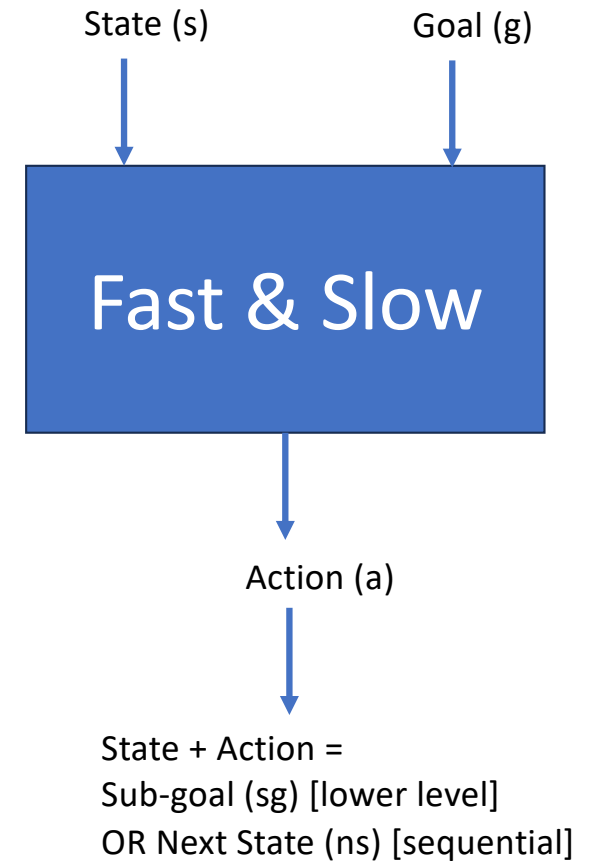 State (s)
Goal (g)
Fast & Slow
Action (a)
State + Action =
Sub-goal (sg) [lower level]
OR Next State (ns) [sequential]